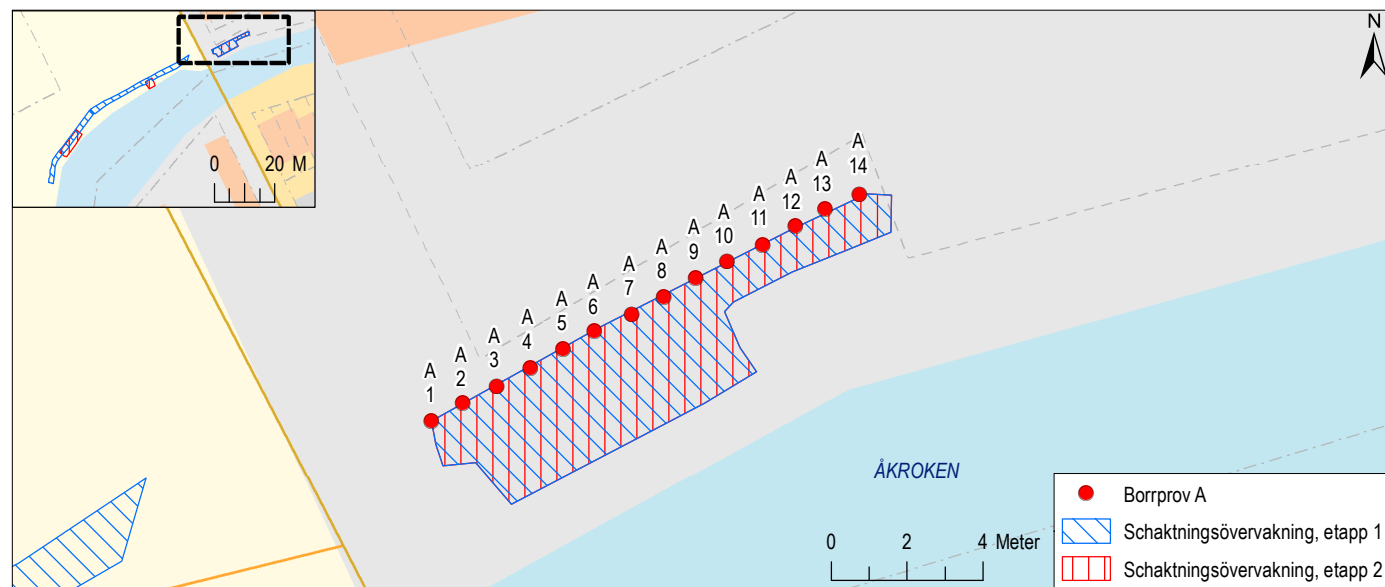 0 20 M
N
A 1
A 2
A 3
A 4
A 5
A 6
A 7
A 8
A 9
A 10
A 11
A 12
A 13
A 14
ÅKROKEN
0 2 4 Meter
Borrprov A
Schaktningsövervakning, etapp 1
Schaktningsövervakning, etapp 2